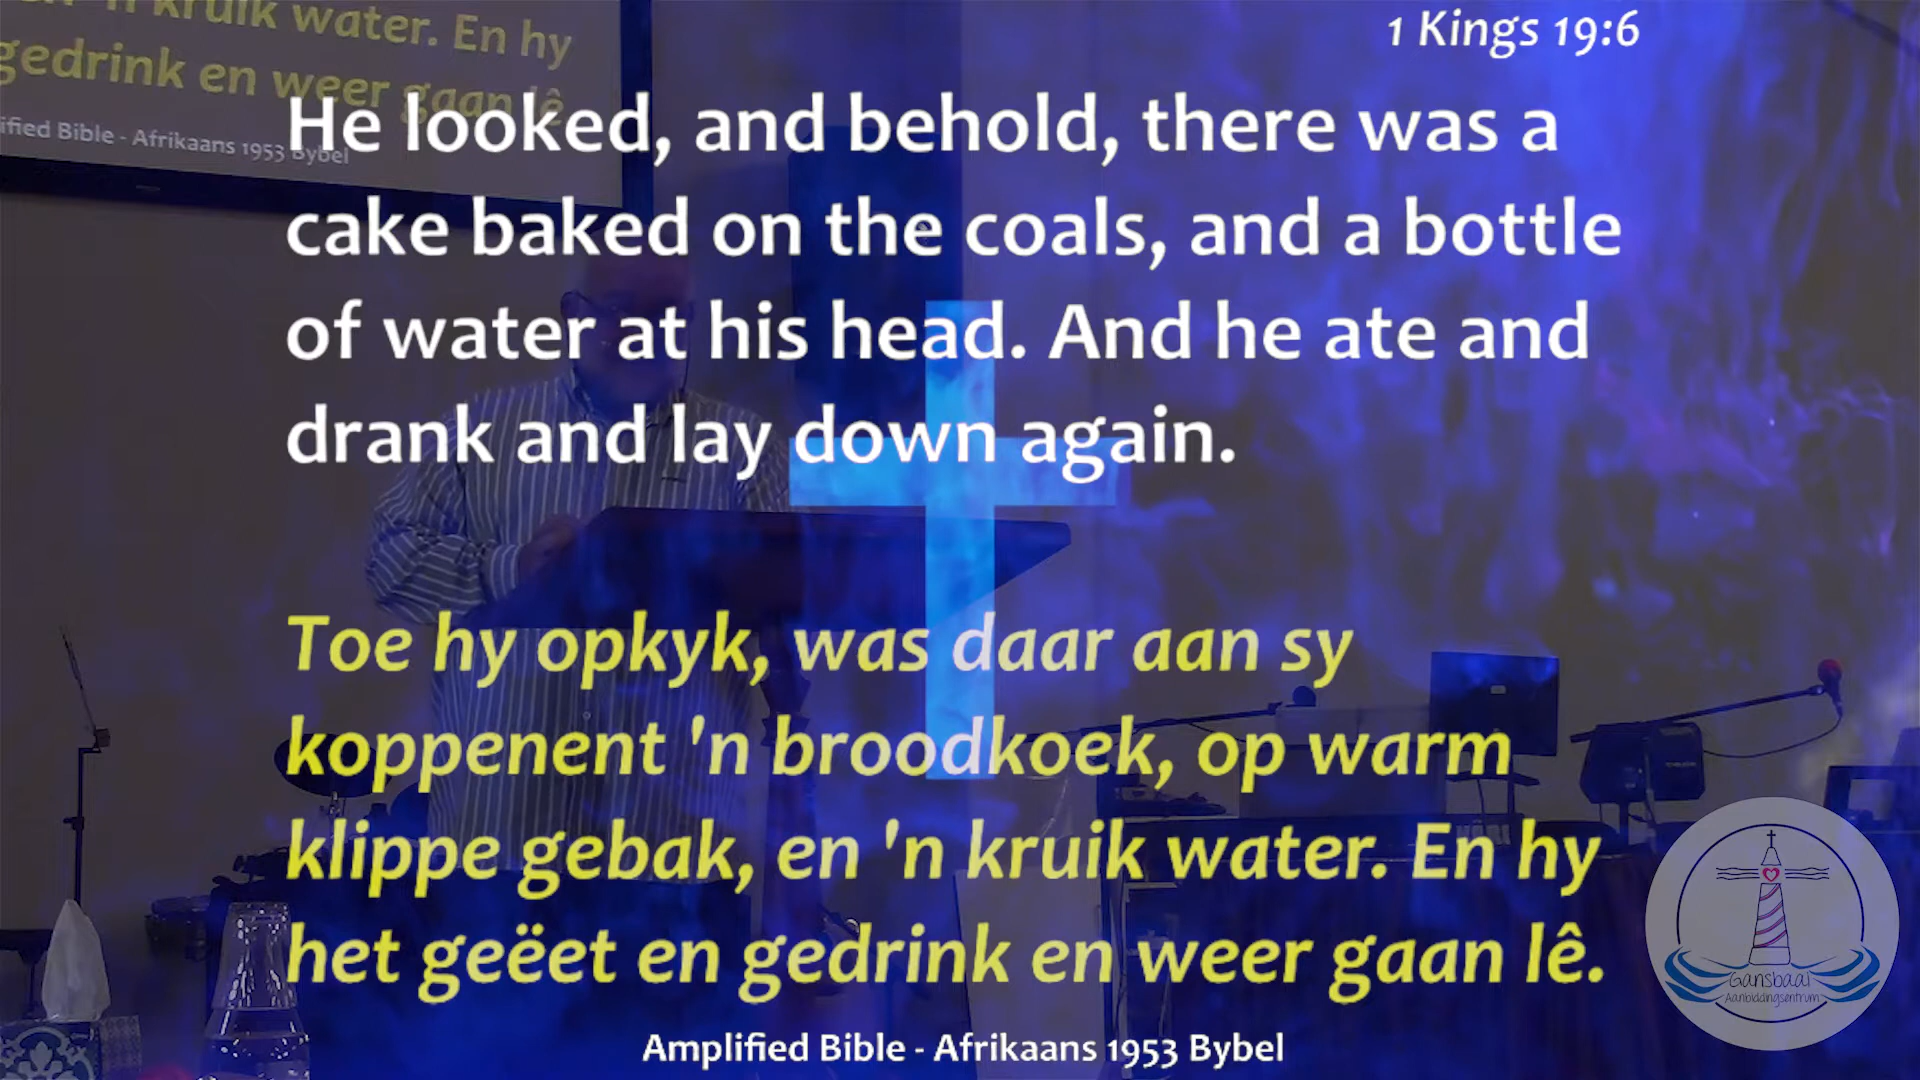 'n kruik water. En hy
gedrink en weer gaan lê.
ified Bible - Afrikaans 1953 Bybel
1 Kings 19:6
He looked, and behold, there was a
cake baked on the coals, and a bottle
of water at his head. And he ate and
drank and lay down again.
Toe hy opkyk, was daar aan sy
koppenent 'n broodkoek, op warm
klippe gebak, en 'n kruik water. En hy
het geëet en gedrink en weer gaan lê.
Amplified Bible - Afrikaans 1953 Bybel
Gansbaai
Aanbiddingsentrum